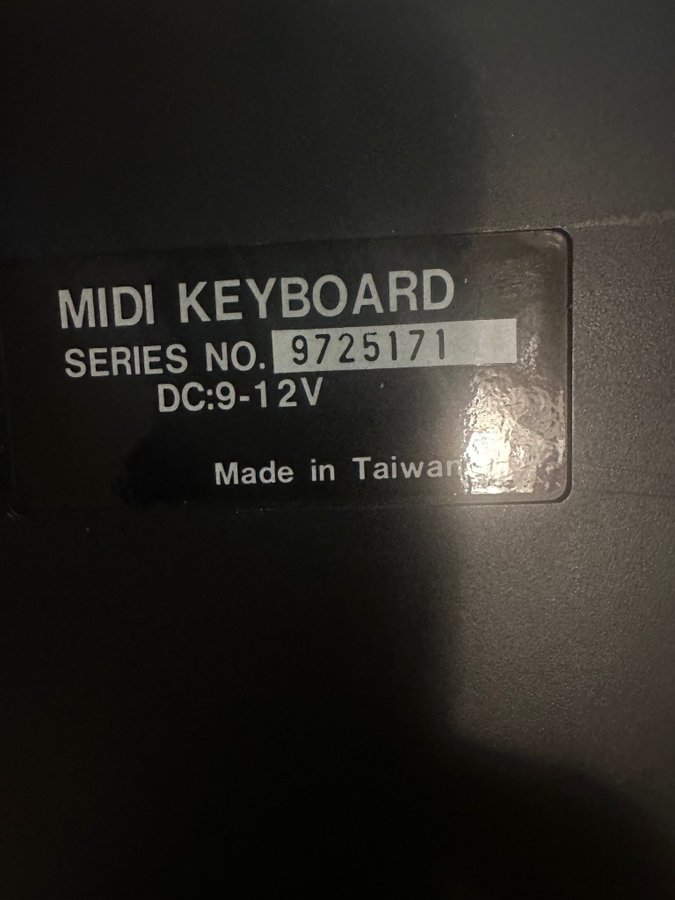 MIDI KEYBOARD
SERIES NO. 9725171
DC:9-12V
Made in Taiwan